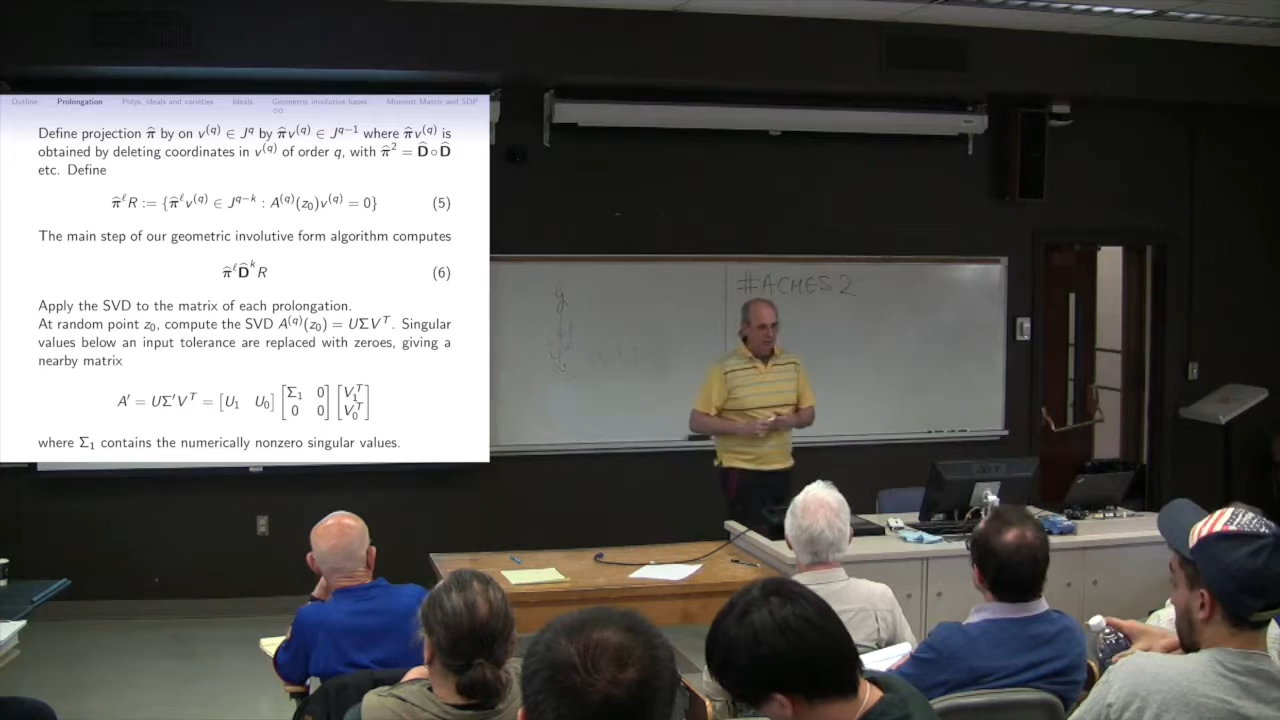 Outline Prolongation Polys, ideals and varieties Ideals Geometric involutive bases Moment Matrix and SDP
Define projection π̂ by on v^(q) ∈ J^q by π̂v^(q) ∈ J^(q−1) where π̂v^(q) is
obtained by deleting coordinates in v^(q) of order q, with π̂² = D̂ ∘ D̂
etc. Define
π̂^ℓ R := {π̂^ℓ v^(q) ∈ J^(q−k) : A^(q)(z₀)v^(q) = 0} (5)
The main step of our geometric involutive form algorithm computes
π̂^ℓ D̂^k R (6)
Apply the SVD to the matrix of each prolongation.
At random point z₀, compute the SVD A^(q)(z₀) = UΣV^T. Singular
values below an input tolerance are replaced with zeroes, giving a
nearby matrix
A′ = UΣ′V^T = [U₁ U₀] [Σ₁ 0; 0 0] [V₁^T; V₀^T]
where Σ₁ contains the numerically nonzero singular values.
#ACMES 2